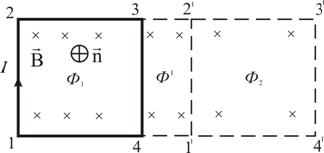 2 3 2' 3'
× × × × × × ×
B⃗ ⊕ n⃗
I Φ₁ Φ' Φ₂
× × × × × × ×
1 4 1' 4'